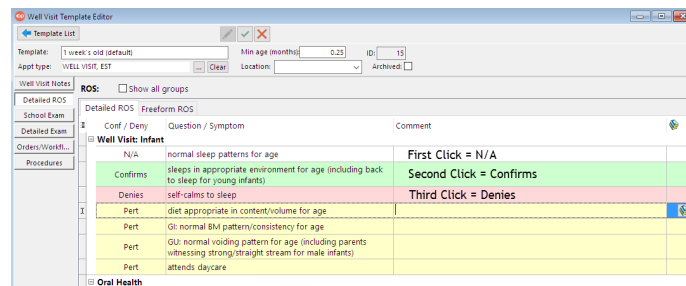 Well Visit Template Editor
Template List
Template: 1 week's old (default) Min age (months): 0.25 ID: 15
Appt type: WELL VISIT, EST ... Clear Location: Archived:
Well Visit Notes
Detailed ROS
School Exam
Detailed Exam
Orders/Workfl...
Procedures
ROS: Show all groups
Detailed ROS Freeform ROS
Conf / Deny Question / Symptom Comment
Well Visit: Infant
N/A normal sleep patterns for age First Click = N/A
Confirms sleeps in appropriate environment for age (including back
to sleep for young infants) Second Click = Confirms
Denies self-calms to sleep Third Click = Denies
Pert diet appropriate in content/volume for age
Pert GI: normal BM pattern/consistency for age
Pert GU: normal voiding pattern for age (including parents
witnessing strong/straight stream for male infants)
Pert attends daycare
Oral Health